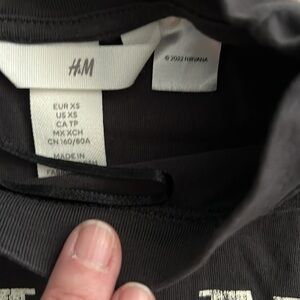 H&M
© 2022 NIRVANA
EUR XS
US XS
CA TP
MX XCH
CN 160/80A
MADE IN